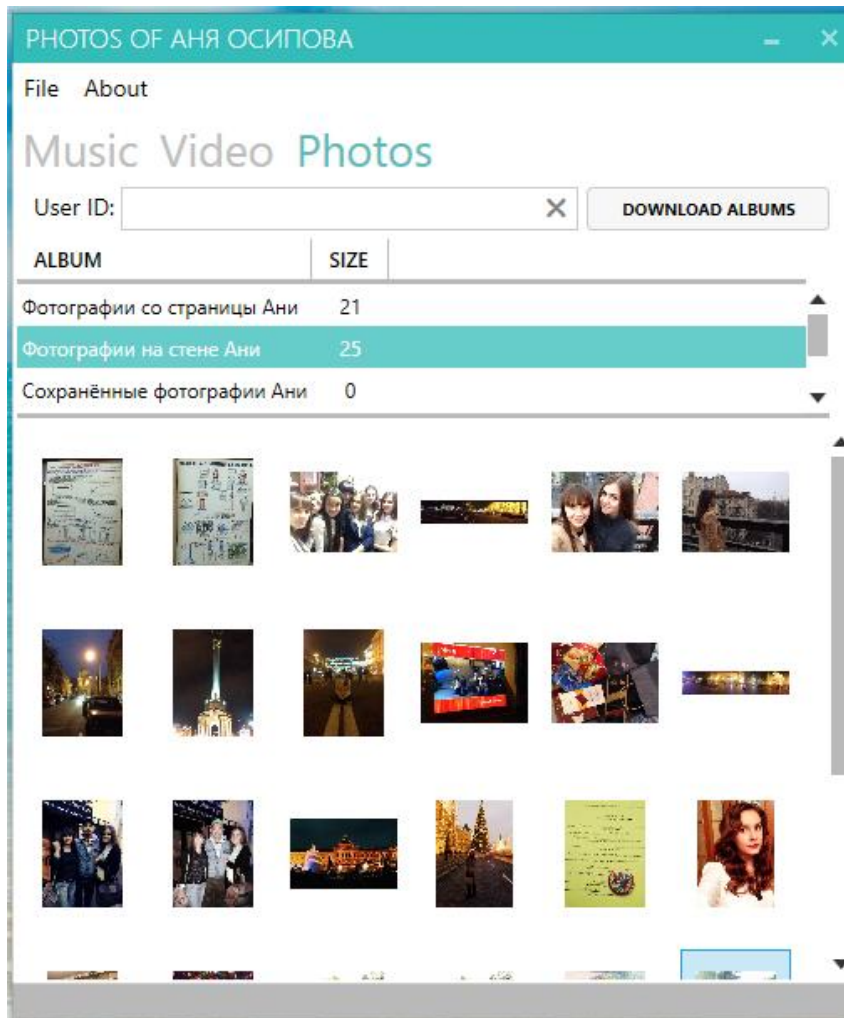 PHOTOS OF АНЯ ОСИПОВА
File About
Music Video Photos
User ID: DOWNLOAD ALBUMS
ALBUM SIZE
Фотографии со страницы Ани 21
Фотографии на стене Ани 25
Сохранённые фотографии Ани 0